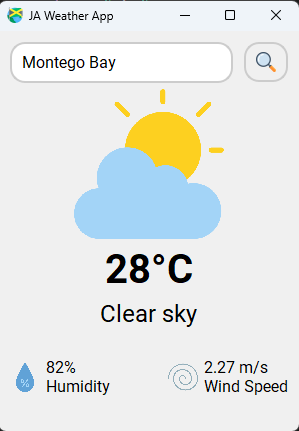 JA Weather App
Montego Bay
28°C
Clear sky
82%
Humidity
2.27 m/s
Wind Speed